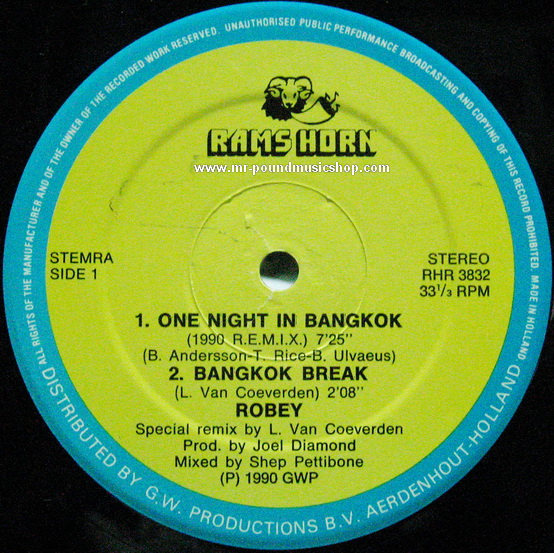 ALL RIGHTS OF THE MANUFACTURER AND OF THE OWNER OF THE RECORDED WORK RESERVED. UNAUTHORISED PUBLIC PERFORMANCE BROADCASTING AND COPYING OF THIS RECORD PROHIBITED. MADE IN HOLLAND
RAMS HORN
www.mr-poundmusicshop.com
STEMRA
SIDE 1
STEREO
RHR 3832
33 1/3 RPM
1. ONE NIGHT IN BANGKOK
(1990 R.E.M.I.X.) 7'25"
(B. Andersson-T. Rice-B. Ulvaeus)
2. BANGKOK BREAK
(L. Van Coeverden) 2'08"
ROBEY
Special remix by L. Van Coeverden
Prod. by Joel Diamond
Mixed by Shep Pettibone
(P) 1990 GWP
DISTRIBUTED BY G.W. PRODUCTIONS B.V. AERDENHOUT-HOLLAND